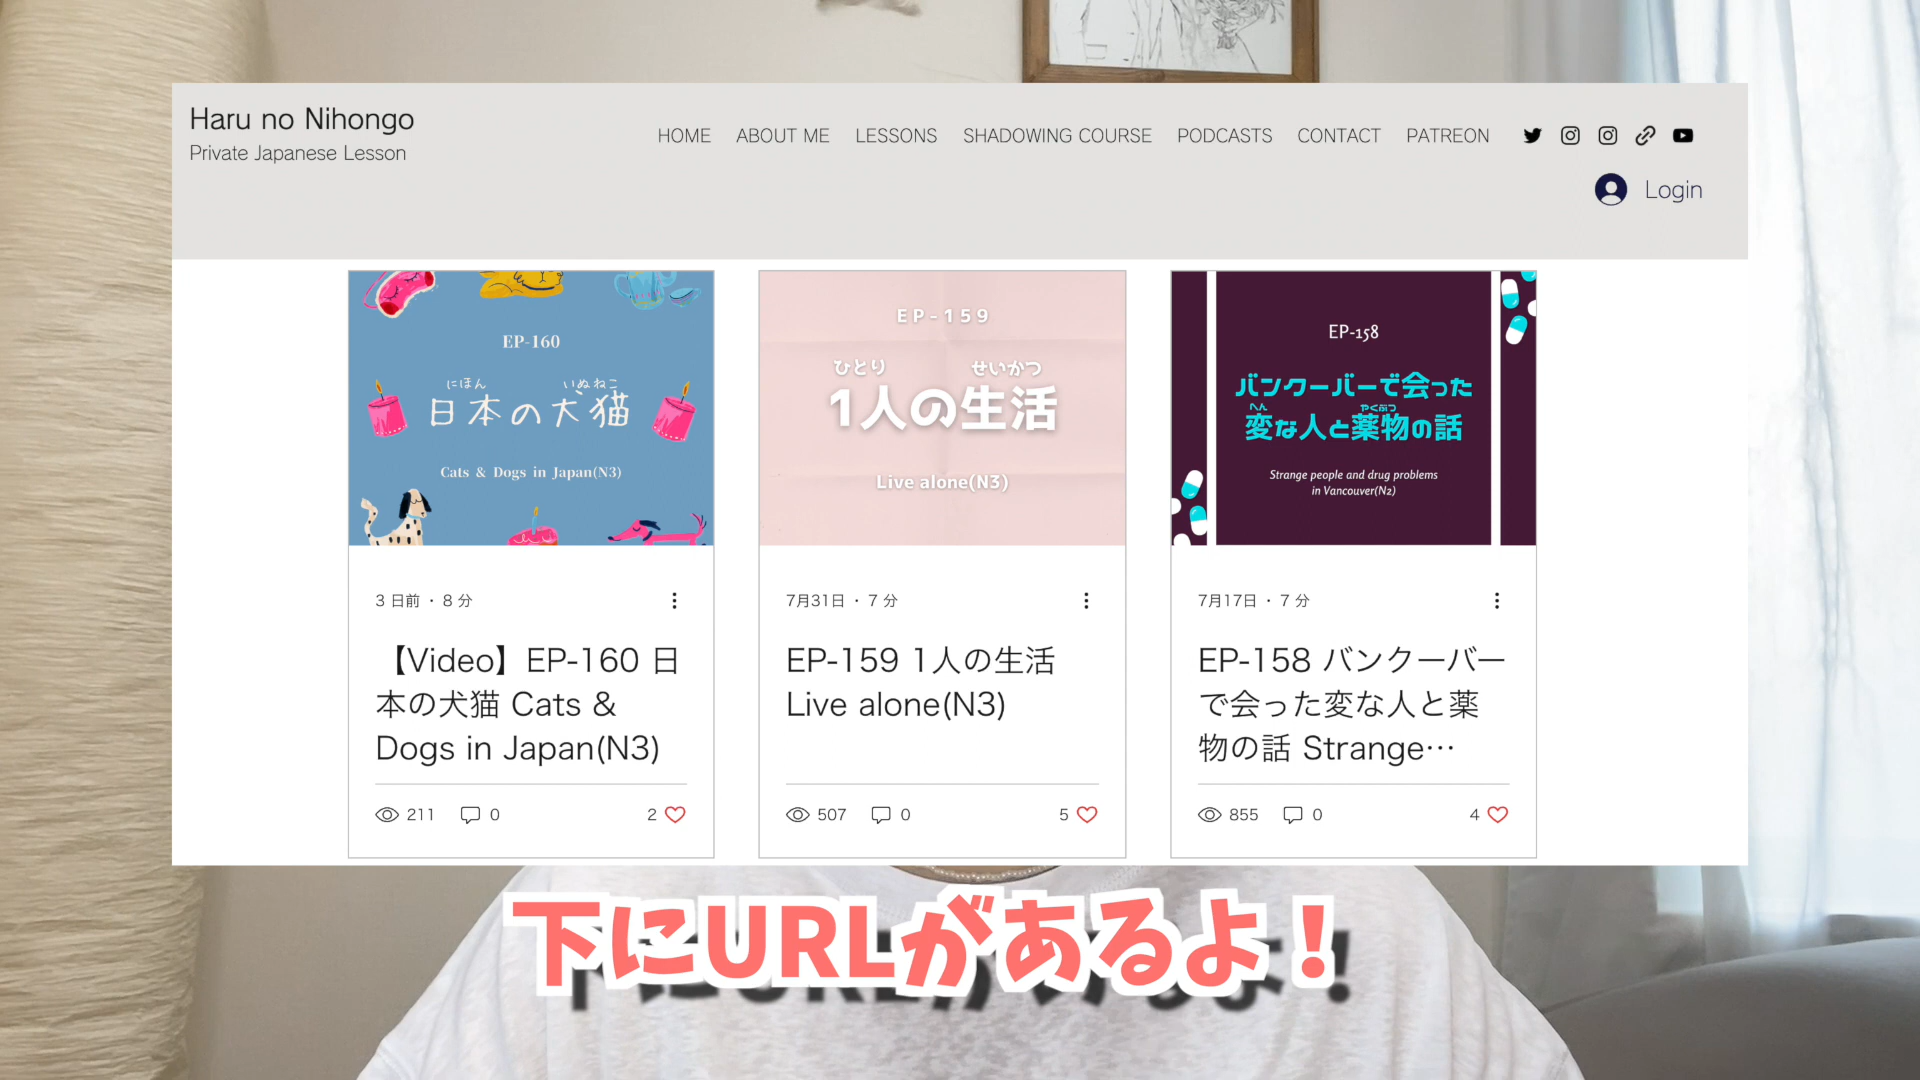 Haru no Nihongo
Private Japanese Lesson
HOME ABOUT ME LESSONS SHADOWING COURSE PODCASTS CONTACT PATREON
Login
EP-160
にほん いぬねこ
日本の犬猫
Cats & Dogs in Japan(N3)
3 日前 · 8 分
【Video】EP-160 日
本の犬猫 Cats &
Dogs in Japan(N3)
211 0 2
EP-159
ひとり せいかつ
1人の生活
Live alone(N3)
7月31日 · 7 分
EP-159 1人の生活
Live alone(N3)
507 0 5
EP-158
バンクーバーで会った
へん やくぶつ
変な人と薬物の話
Strange people and drug problems
in Vancouver(N2)
7月17日 · 7 分
EP-158 バンクーバー
で会った変な人と薬
物の話 Strange…
855 0 4
下にURLがあるよ！